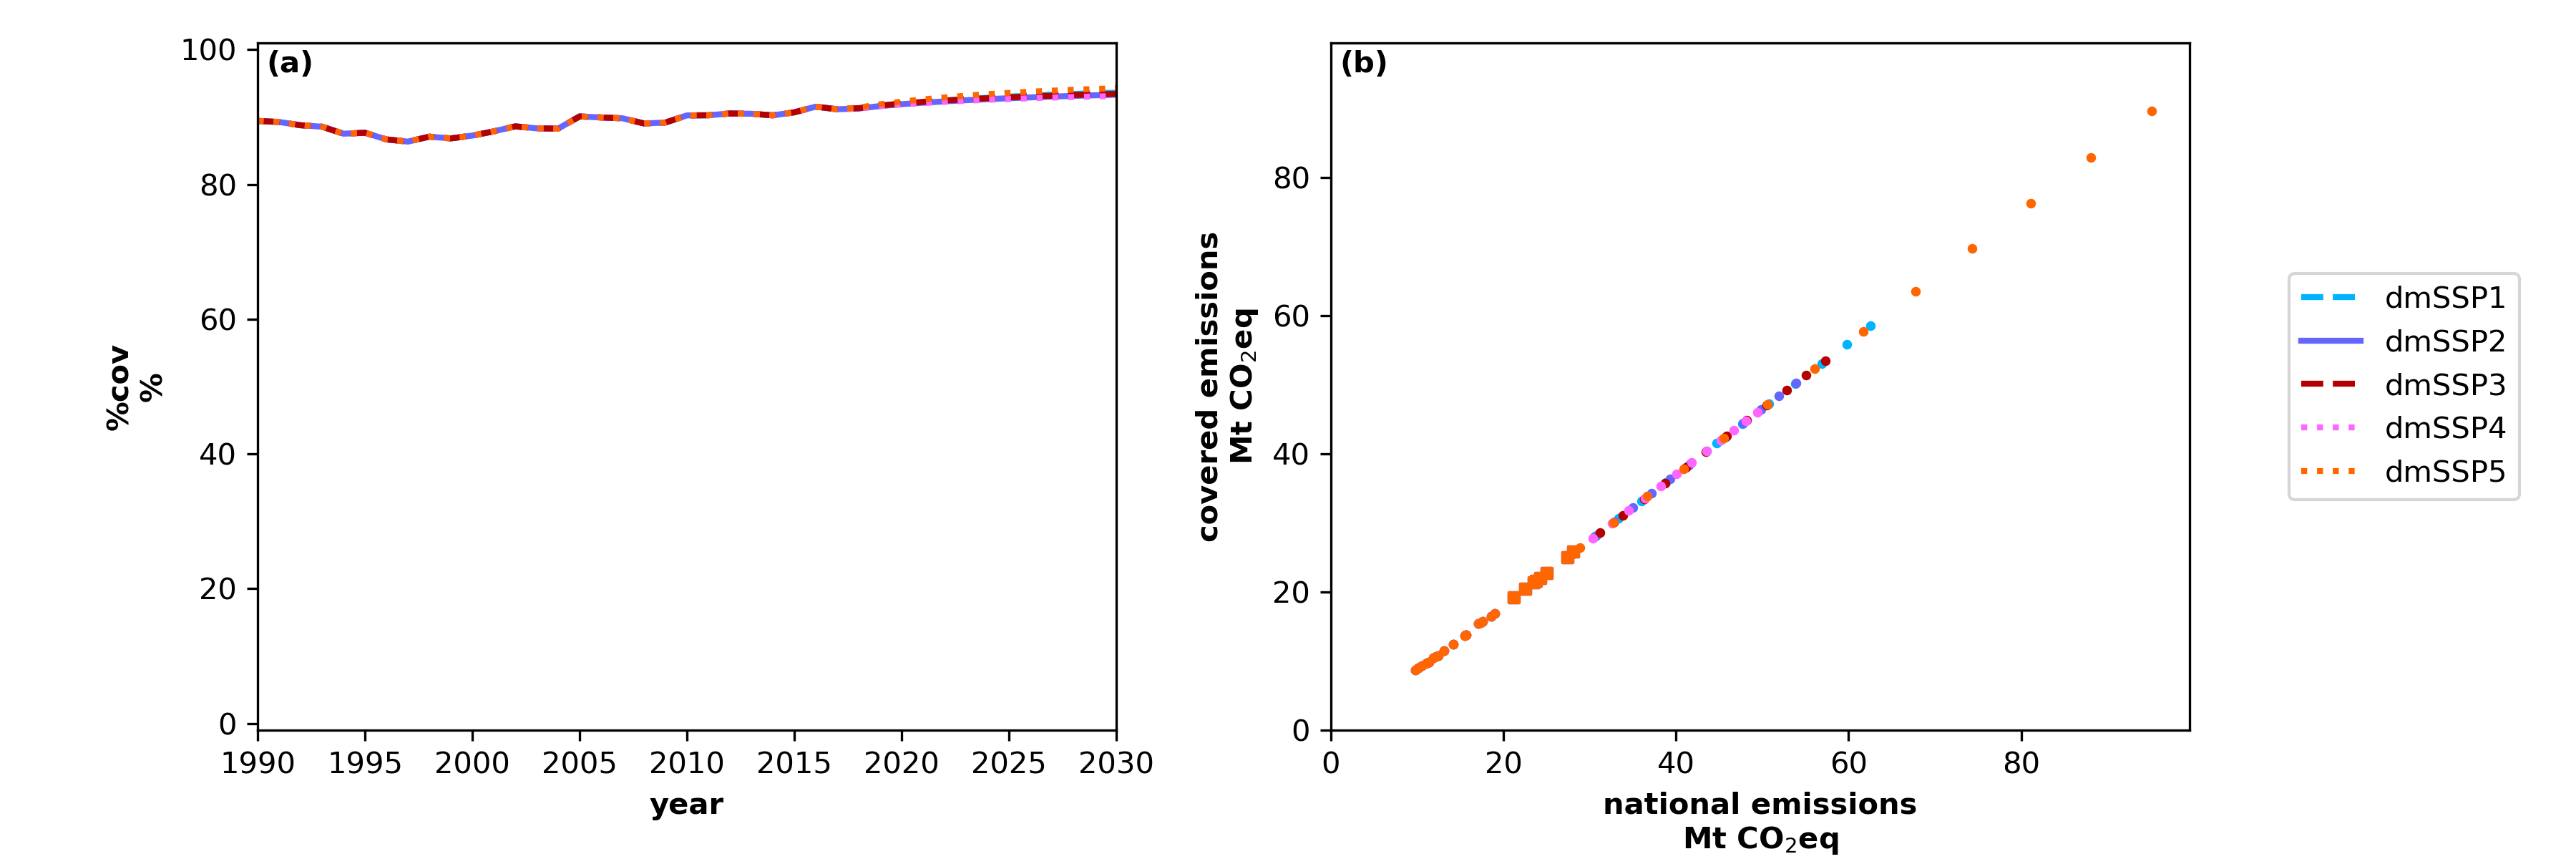 (a)
100
80
60
40
20
0
%cov
%
1990 1995 2000 2005 2010 2015 2020 2025 2030
year
(b)
80
60
40
20
0
covered emissions
Mt CO₂eq
0 20 40 60 80
national emissions
Mt CO₂eq
dmSSP1
dmSSP2
dmSSP3
dmSSP4
dmSSP5